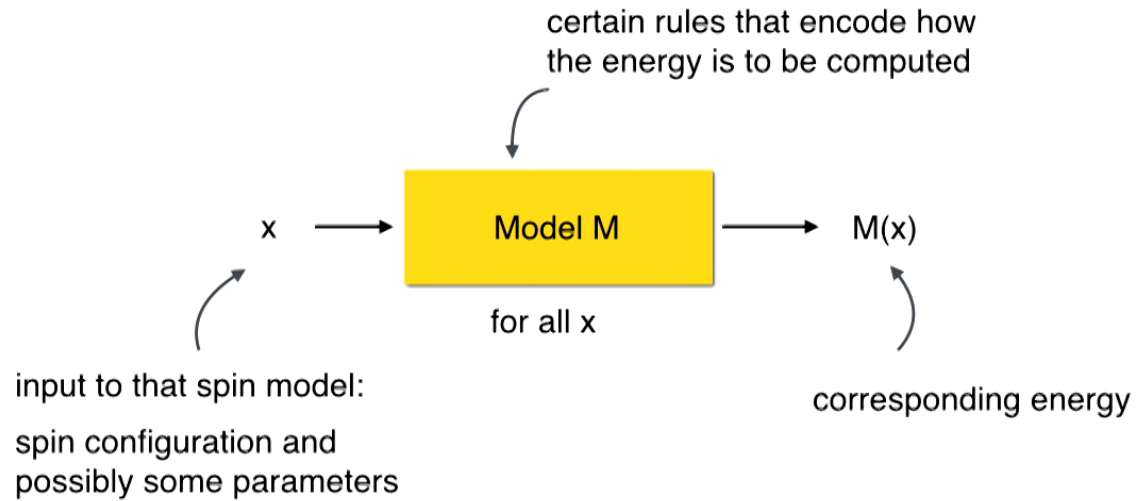 certain rules that encode how
the energy is to be computed
x
Model M
M(x)
for all x
input to that spin model:
spin configuration and
possibly some parameters
corresponding energy